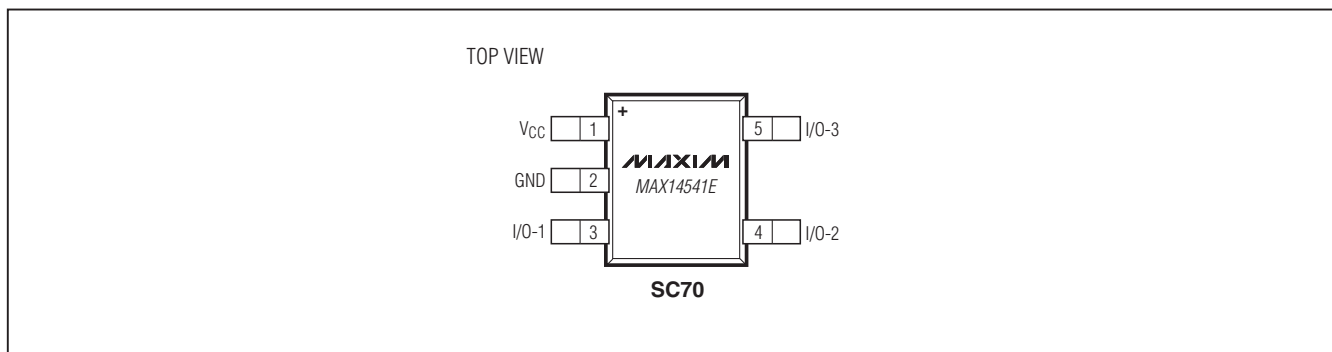 TOP VIEW
+
VCC 1 5 I/O-3
MAXIM
GND 2 MAX14541E
I/O-1 3 4 I/O-2
SC70